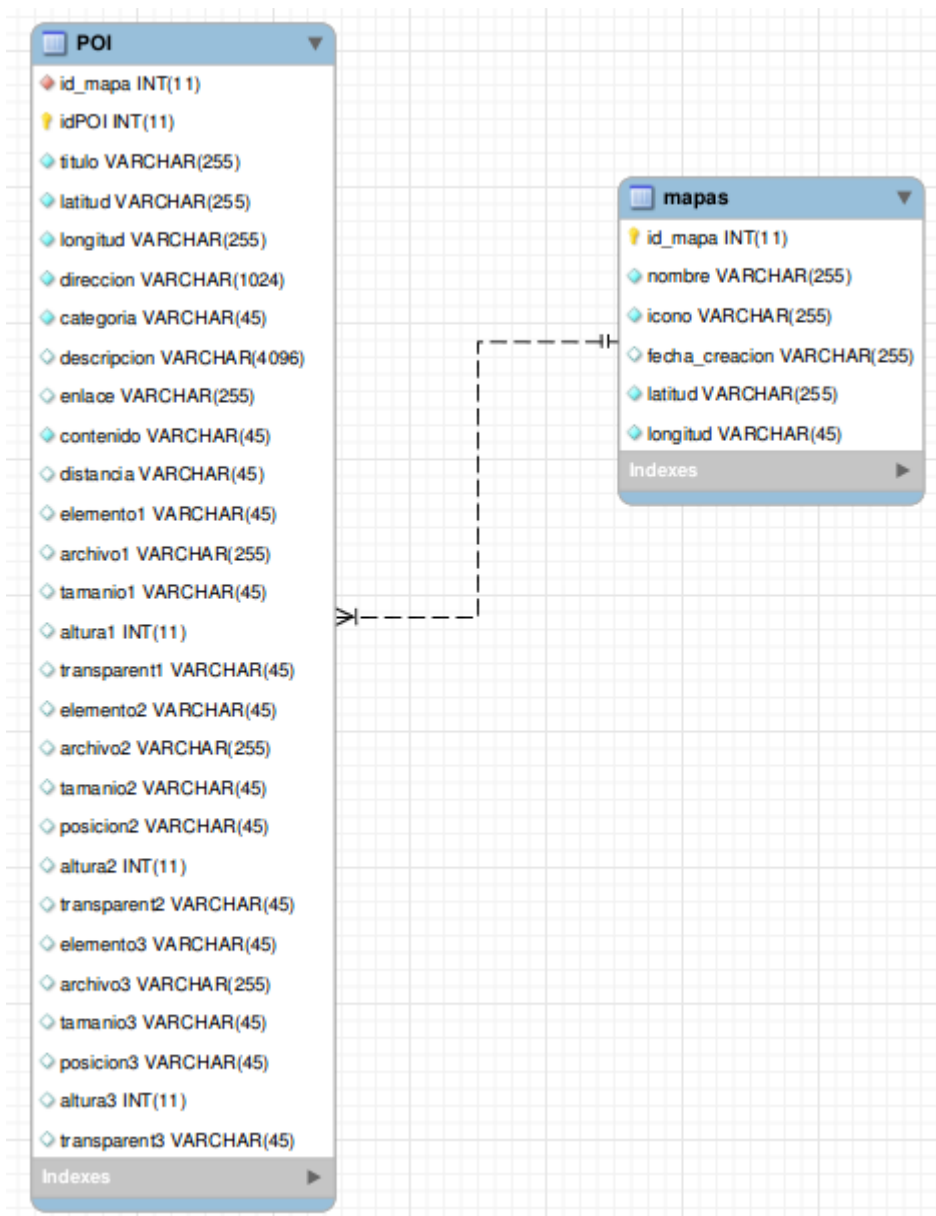 POI
id_mapa INT(11)
idPOI INT(11)
titulo VARCHAR(255)
latitud VARCHAR(255)
longitud VARCHAR(255)
direccion VARCHAR(1024)
categoria VARCHAR(45)
descripcion VARCHAR(4096)
enlace VARCHAR(255)
contenido VARCHAR(45)
distancia VARCHAR(45)
elemento1 VARCHAR(45)
archivo1 VARCHAR(255)
tamanio1 VARCHAR(45)
altura1 INT(11)
transparent1 VARCHAR(45)
elemento2 VARCHAR(45)
archivo2 VARCHAR(255)
tamanio2 VARCHAR(45)
posicion2 VARCHAR(45)
altura2 INT(11)
transparent2 VARCHAR(45)
elemento3 VARCHAR(45)
archivo3 VARCHAR(255)
tamanio3 VARCHAR(45)
posicion3 VARCHAR(45)
altura3 INT(11)
transparent3 VARCHAR(45)
Indexes
mapas
id_mapa INT(11)
nombre VARCHAR(255)
icono VARCHAR(255)
fecha_creacion VARCHAR(255)
latitud VARCHAR(255)
longitud VARCHAR(45)
Indexes